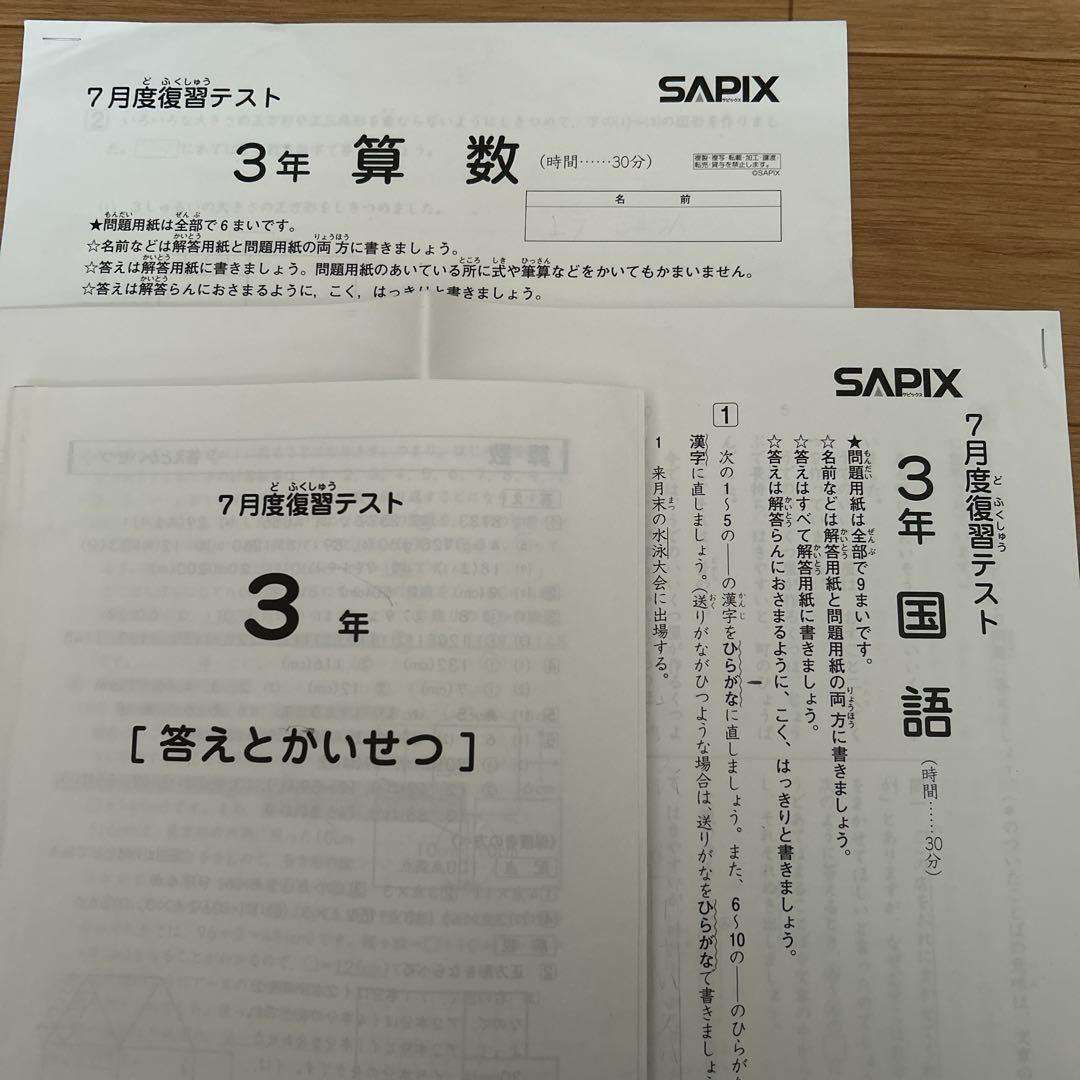 7月度復習テスト
SAPIX
サピックス
3年 算 数 (時間……30分)
複製・複写・転載・加工・譲渡
転売・貸与を禁止します。
©SAPIX
名 前
★問題用紙は全部で6まいです。
☆名前などは解答用紙と問題用紙の両方に書きましょう。
☆答えは解答用紙に書きましょう。問題用紙のあいている所に式や筆算などをかいてもかまいません。
☆答えは解答らんにおさまるように,こく,はっきりと書きましょう。
SAPIX
サピックス
7月度復習テスト
3年 国 語 (時間……30分)
★問題用紙は全部で9まいです。
☆名前などは解答用紙と問題用紙の両方に書きましょう。
☆答えはすべて解答用紙に書きましょう。
☆答えは解答らんにおさまるように、こく、はっきりと書きましょう。
1 次の1〜5の――の漢字をひらがなに直しましょう。また、6〜10の――のひらが
漢字に直しましょう。(送りがながひつような場合は、送りがなをひらがなで書きましょ
1 来月末の水泳大会に出場する。
7月度復習テスト
3年
[答えとかいせつ]